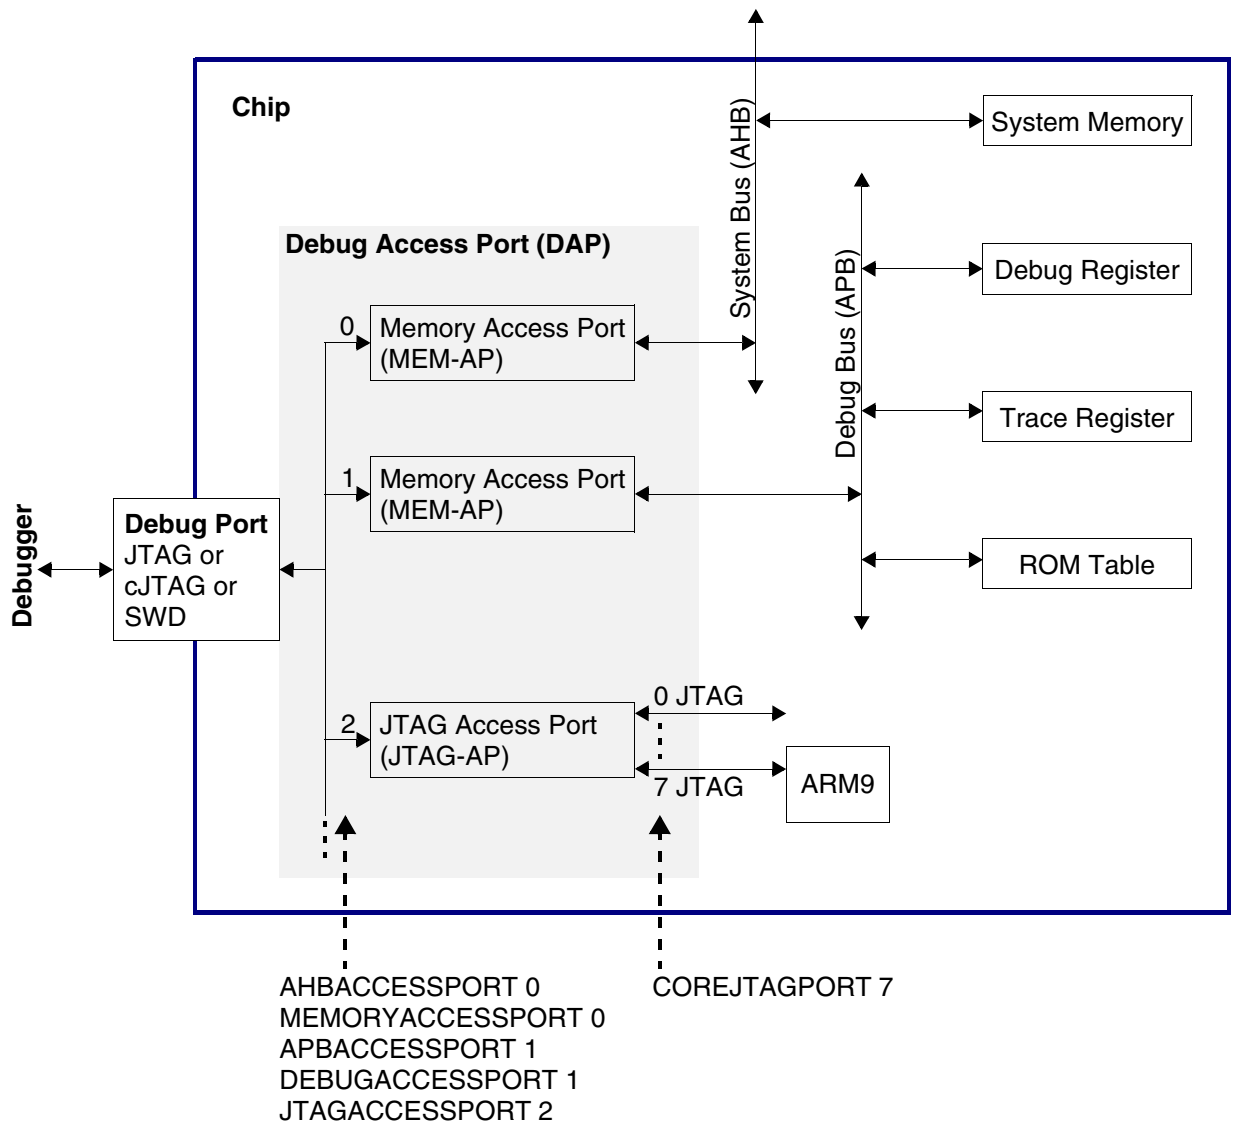 Chip
System Bus (AHB)
System Memory
Debug Access Port (DAP)
Debug Bus (APB)
Debug Register
0
Memory Access Port
(MEM-AP)
Trace Register
1
Memory Access Port
(MEM-AP)
Debugger
Debug Port
JTAG or
cJTAG or
SWD
ROM Table
2
JTAG Access Port
(JTAG-AP)
0 JTAG
7 JTAG
ARM9
AHBACCESSPORT 0
MEMORYACCESSPORT 0
APBACCESSPORT 1
DEBUGACCESSPORT 1
JTAGACCESSPORT 2
COREJTAGPORT 7